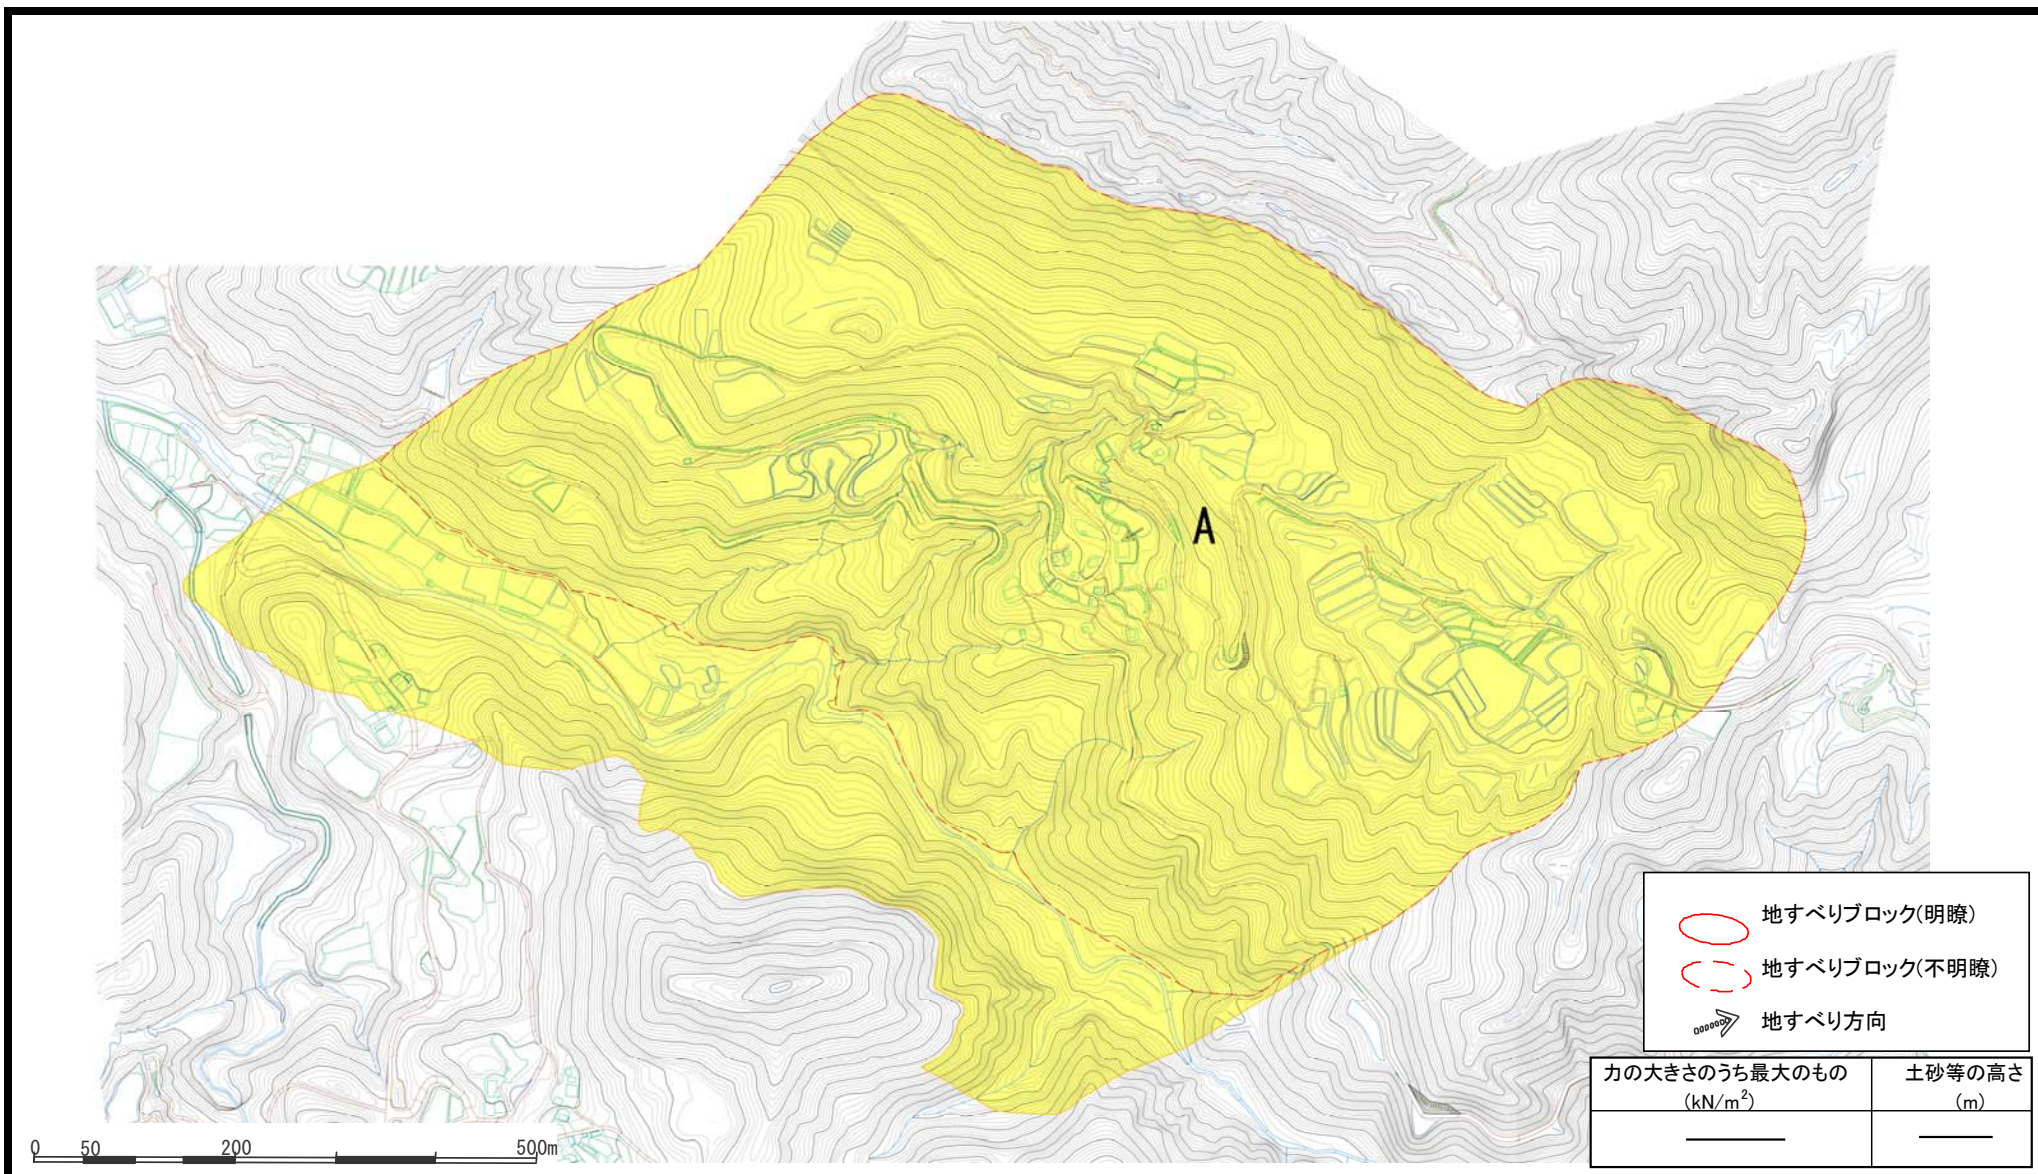 A
地すべりブロック(明瞭)
地すべりブロック(不明瞭)
地すべり方向
力の大きさのうち最大のもの
(kN/m²)
土砂等の高さ
(m)
0 50 200 500m